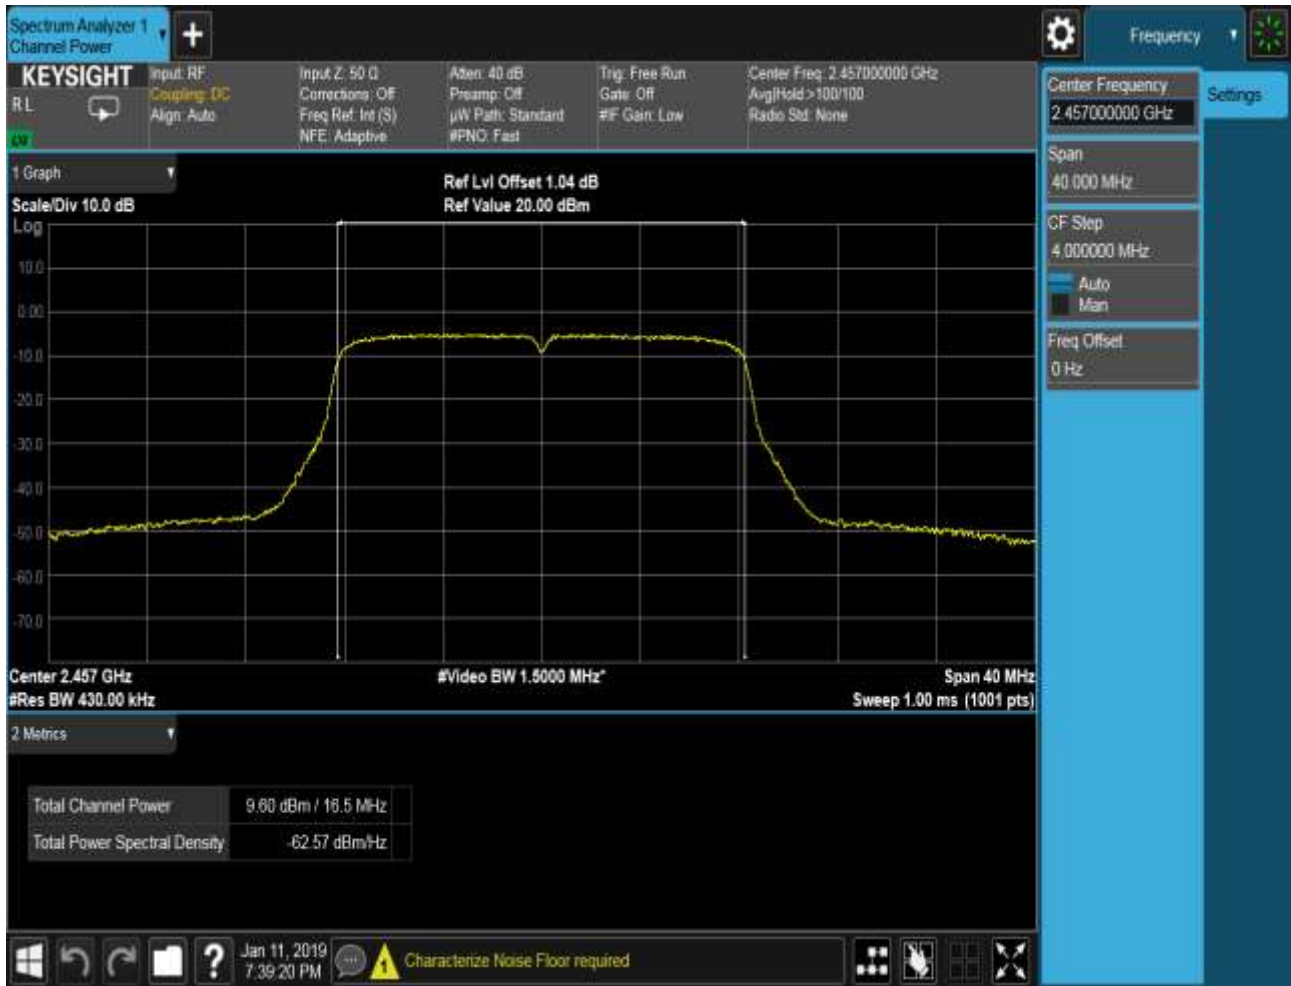 Spectrum Analyzer 1
Channel Power
Frequency
KEYSIGHT
R L
Input: RF
Coupling: DC
Align: Auto
Input Z: 50 Ω
Corrections: Off
Freq Ref: Int (S)
NFE: Adaptive
Atten: 40 dB
Preamp: Off
µW Path: Standard
#PNO: Fast
Trig: Free Run
Gate: Off
#IF Gain: Low
Center Freq: 2.457000000 GHz
Avg|Hold:>100/100
Radio Std: None
Center Frequency
2.457000000 GHz
Settings
Span
40.000 MHz
CF Step
4.000000 MHz
Auto
Man
Freq Offset
0 Hz
1 Graph
Scale/Div 10.0 dB
Ref Lvl Offset 1.04 dB
Ref Value 20.00 dBm
Log
10.0
0.00
-10.0
-20.0
-30.0
-40.0
-50.0
-60.0
-70.0
Center 2.457 GHz
#Video BW 1.5000 MHz*
Span 40 MHz
#Res BW 430.00 kHz
Sweep 1.00 ms (1001 pts)
2 Metrics
Total Channel Power 9.60 dBm / 16.5 MHz
Total Power Spectral Density -62.57 dBm/Hz
?
Jan 11, 2019
7:39:20 PM
1
Characterize Noise Floor required